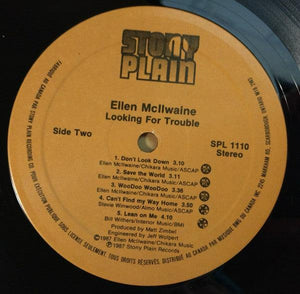 STONY
PLAIN
Ellen McIlwaine
Looking For Trouble
Side Two
SPL 1110
Stereo
1. Don't Look Down 3.10
Ellen McIlwaine/Chikara Music/ASCAP
2. Save the World 3.11
Ellen McIlwaine/Chikara Music/ASCAP
3. WooDoo WooDoo 3.36
Ellen McIlwaine/Chikara Music/ASCAP
4. Can't Find my Way Home 3.50
Stevie Winwood/Island Music/ASCAP
5. Lean on Me 4.10
Bill Withers/Interior Music/BMI
Produced by Matt Zimbel
Engineered by Jeff Wolpert
℗1987 Ellen McIlwaine/Chikara Music
©1987 Stony Plain Records